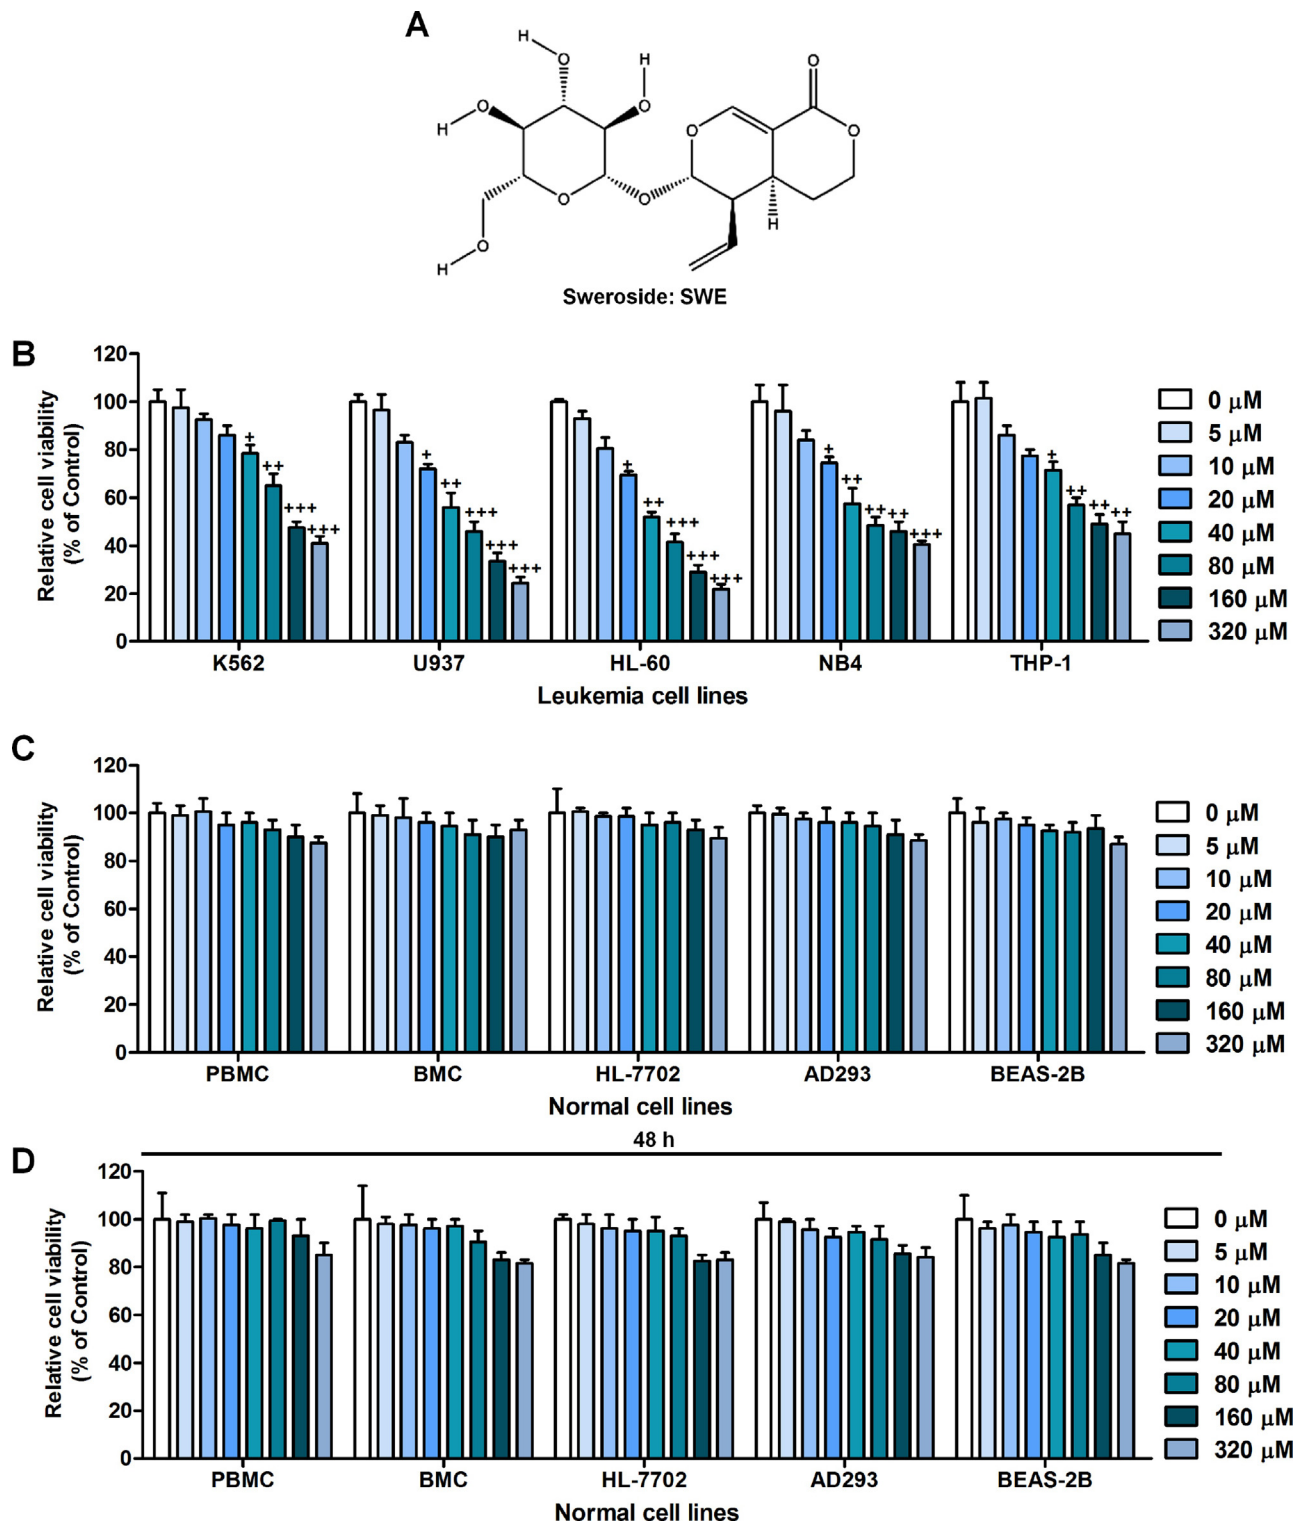 A
H
O
H
O
H
O
H
O
O
O
O
O
O
H
O
H
Sweroside: SWE
B
Relative cell viability
(% of Control)
120
100
80
60
40
20
0
+
++
+++
+++
+
++
+++
+++
+++
+
++
+++
+++
+++
+
++
++
++
+++
+
++
++
++
K562 U937 HL-60 NB4 THP-1
Leukemia cell lines
0 μM
5 μM
10 μM
20 μM
40 μM
80 μM
160 μM
320 μM
C
Relative cell viability
(% of Control)
120
100
80
60
40
20
0
PBMC BMC HL-7702 AD293 BEAS-2B
Normal cell lines
0 μM
5 μM
10 μM
20 μM
40 μM
80 μM
160 μM
320 μM
D
48 h
Relative cell viability
(% of Control)
120
100
80
60
40
20
0
PBMC BMC HL-7702 AD293 BEAS-2B
Normal cell lines
0 μM
5 μM
10 μM
20 μM
40 μM
80 μM
160 μM
320 μM